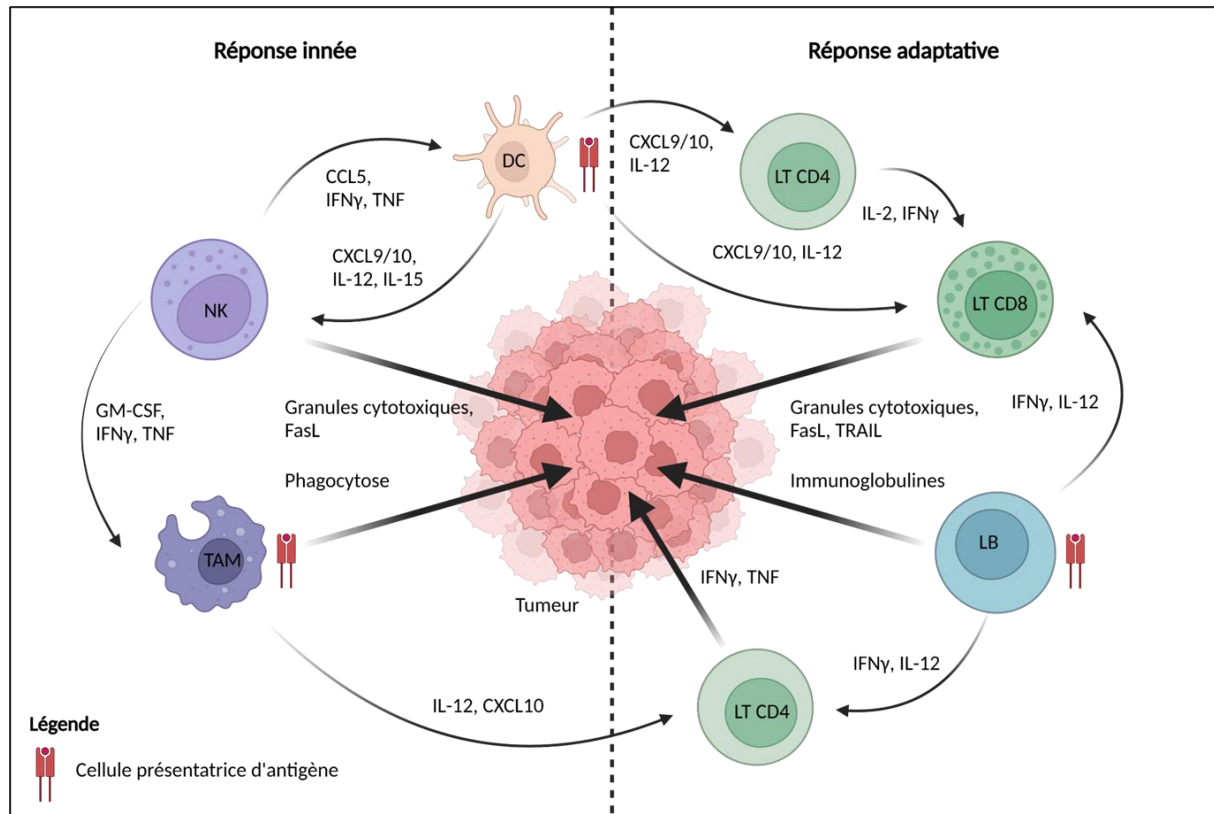 Réponse innée
Réponse adaptative
DC
CCL5,
IFNγ, TNF
CXCL9/10,
IL-12, IL-15
NK
GM-CSF,
IFNγ, TNF
Granules cytotoxiques,
FasL
Phagocytose
TAM
Tumeur
IL-12, CXCL10
CXCL9/10,
IL-12
LT CD4
IL-2, IFNγ
CXCL9/10, IL-12
LT CD8
IFNγ, IL-12
Granules cytotoxiques,
FasL, TRAIL
Immunoglobulines
LB
IFNγ, TNF
IFNγ, IL-12
LT CD4
Légende
Cellule présentatrice d'antigène